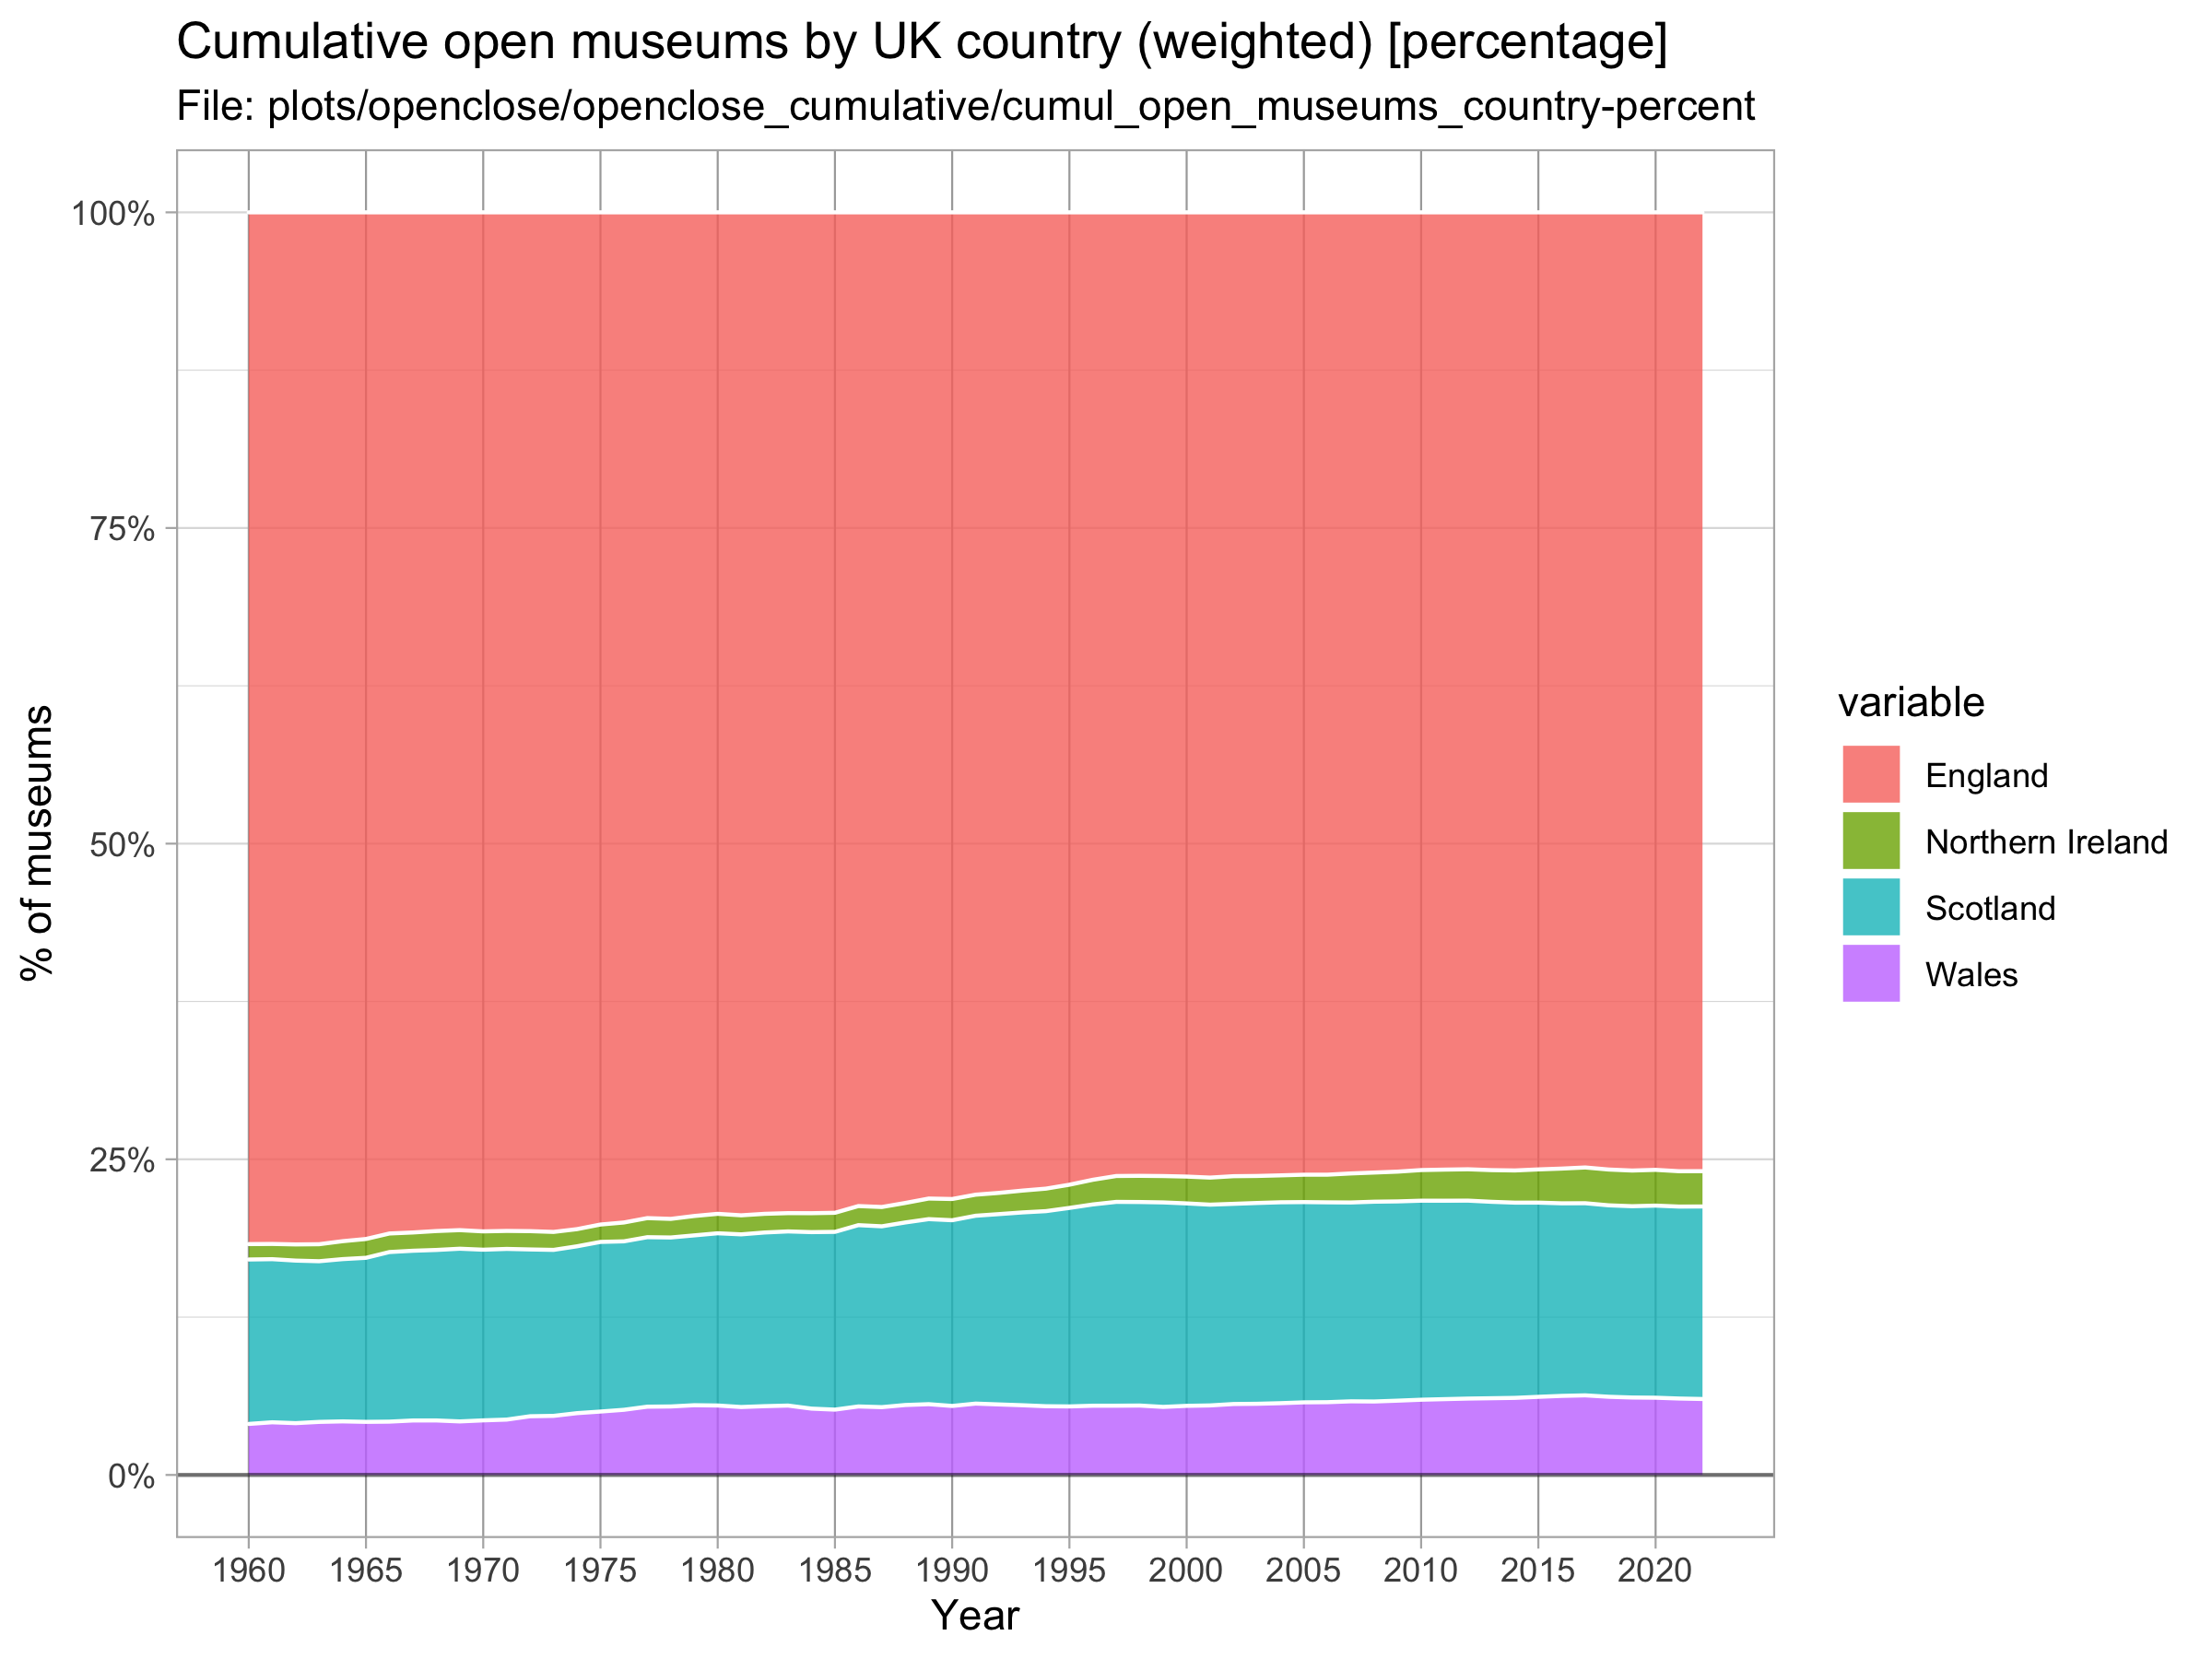 Cumulative open museums by UK country (weighted) [percentage]
File: plots/openclose/openclose_cumulative/cumul_open_museums_country-percent
100%
75%
50%
25%
0%
% of museums
1960 1965 1970 1975 1980 1985 1990 1995 2000 2005 2010 2015 2020
Year
variable
England
Northern Ireland
Scotland
Wales